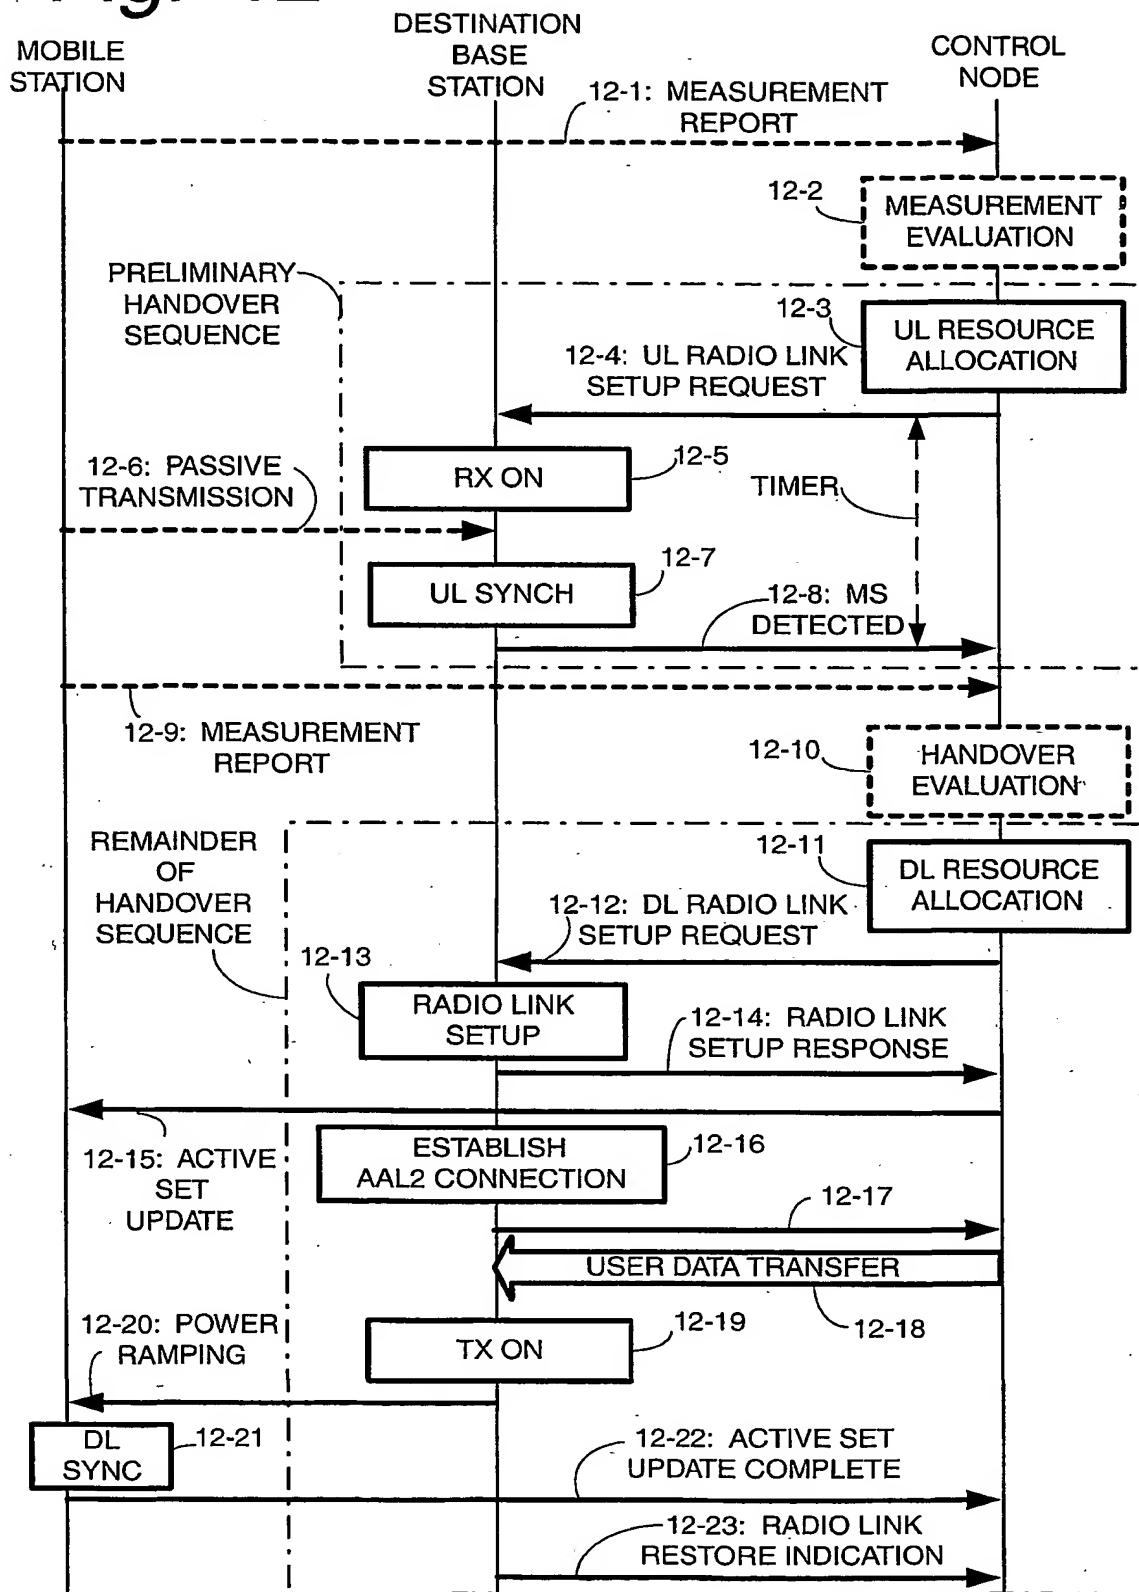 MOBILE
STATION
DESTINATION
BASE
STATION
CONTROL
NODE
12-1: MEASUREMENT
REPORT
12-2
MEASUREMENT
EVALUATION
PRELIMINARY
HANDOVER
SEQUENCE
12-3
UL RESOURCE
ALLOCATION
12-4: UL RADIO LINK
SETUP REQUEST
12-5
RX ON
12-6: PASSIVE
TRANSMISSION
TIMER
12-7
UL SYNCH
12-8: MS
DETECTED
12-9: MEASUREMENT
REPORT
12-10
HANDOVER
EVALUATION
REMAINDER
OF
HANDOVER
SEQUENCE
12-11
DL RESOURCE
ALLOCATION
12-12: DL RADIO LINK
SETUP REQUEST
12-13
RADIO LINK
SETUP
12-14: RADIO LINK
SETUP RESPONSE
12-15: ACTIVE
SET
UPDATE
ESTABLISH
AAL2 CONNECTION
12-16
12-17
USER DATA TRANSFER
12-18
12-19
TX ON
12-20: POWER
RAMPING
DL
SYNC
12-21
12-22: ACTIVE SET
UPDATE COMPLETE
12-23: RADIO LINK
RESTORE INDICATION